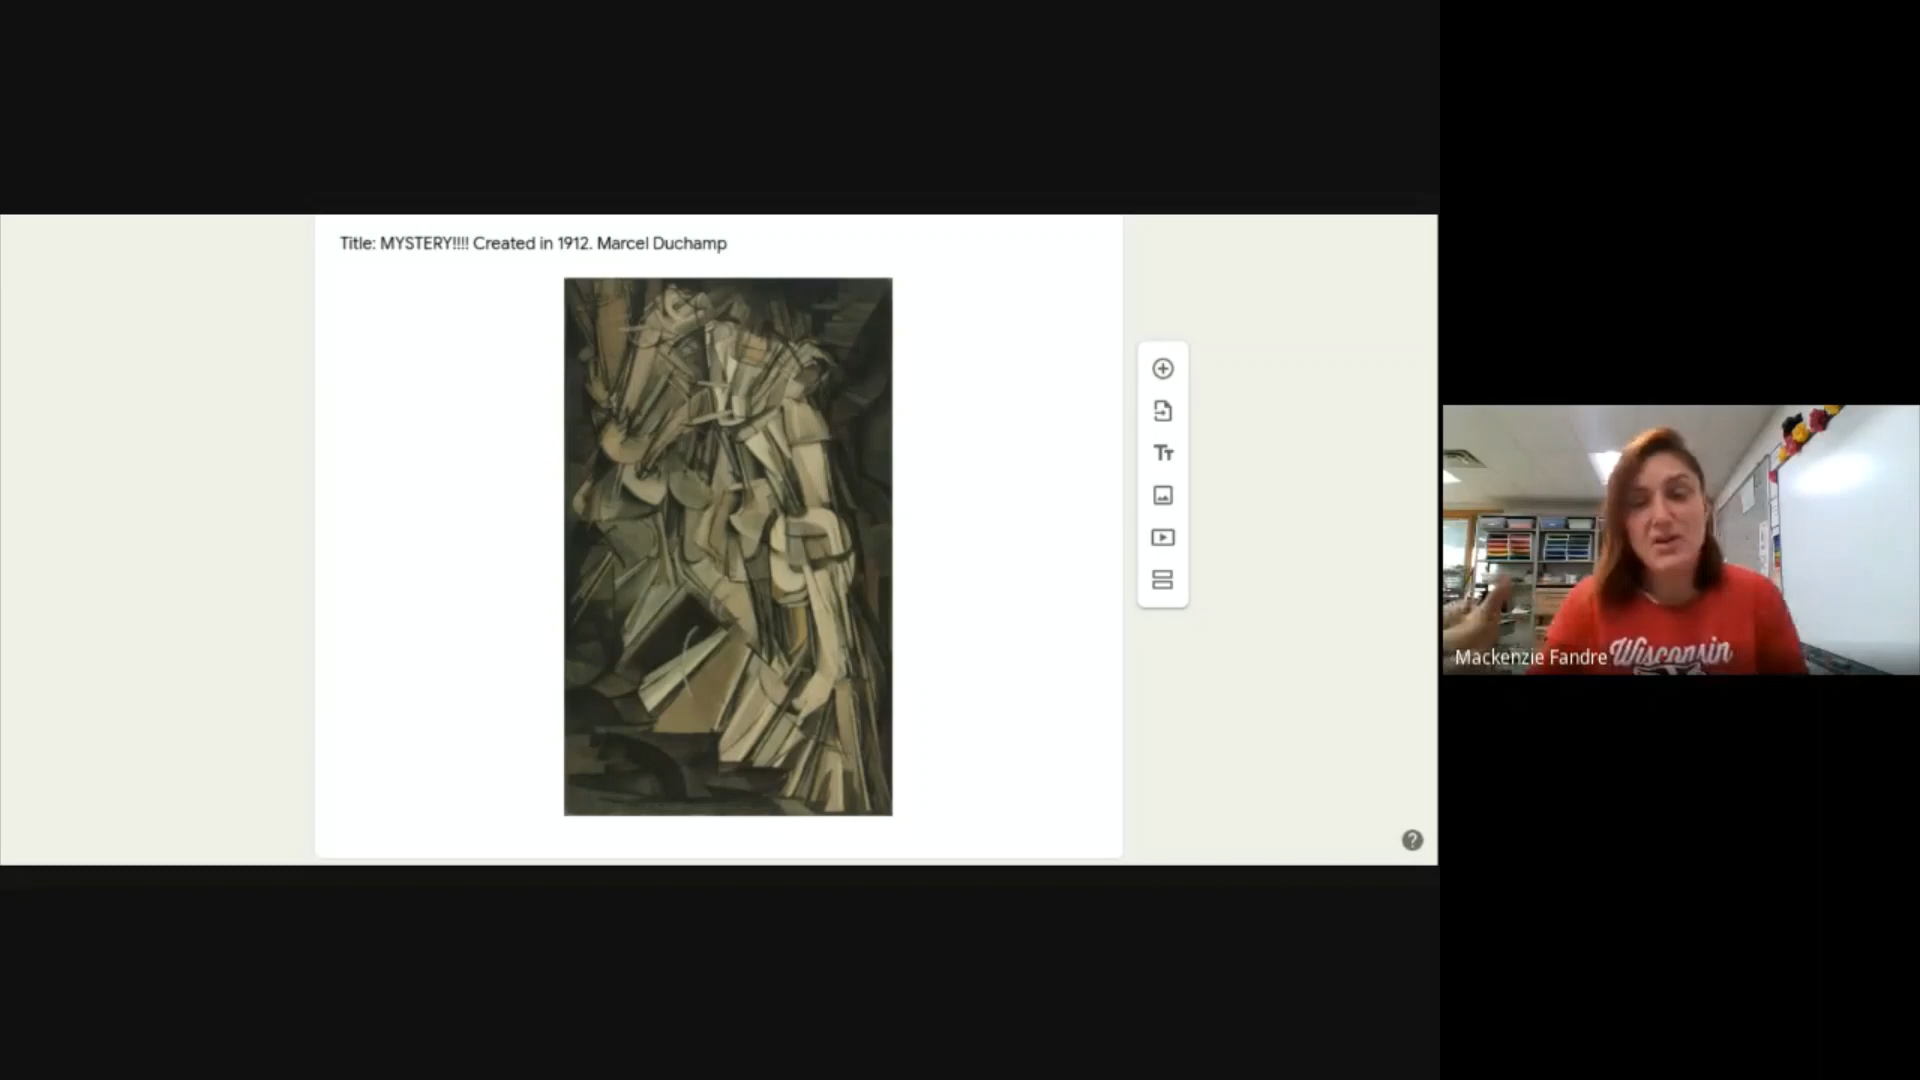 Title: MYSTERY!!!! Created in 1912. Marcel Duchamp
Mackenzie Fandre
Wisconsin